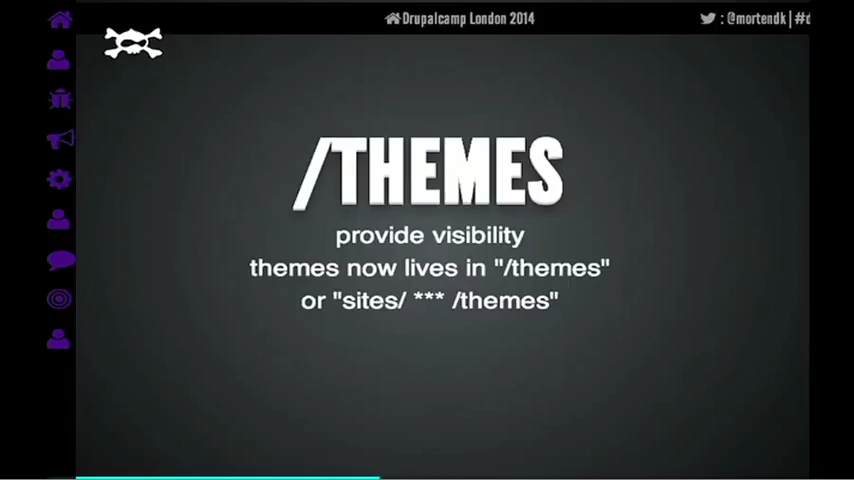 Drupalcamp London 2014
: @mortendk | #d
/THEMES
provide visibility
themes now lives in "/themes"
or "sites/ *** /themes"